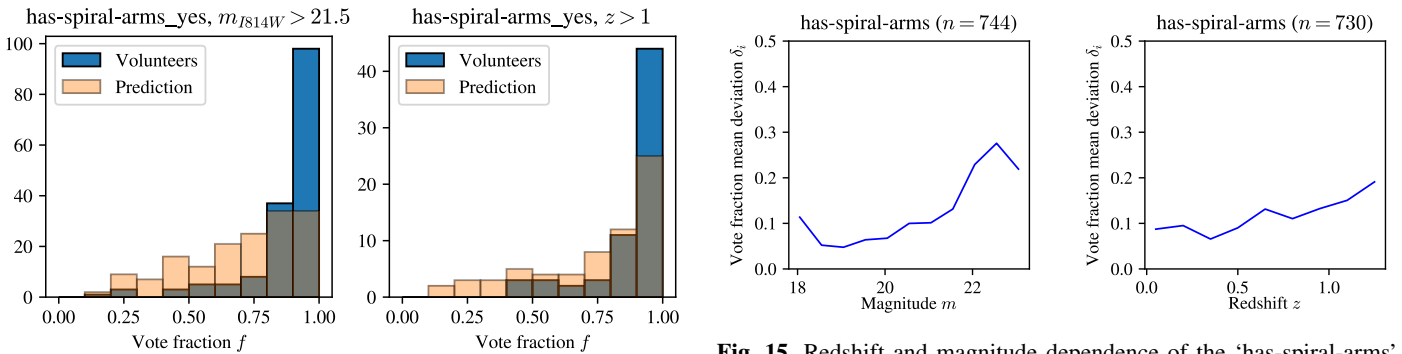 has-spiral-arms_yes, m_I814W > 21.5
100
80
60
40
20
0
Volunteers
Prediction
0.00 0.25 0.50 0.75 1.00
Vote fraction f
has-spiral-arms_yes, z > 1
40
30
20
10
0
Volunteers
Prediction
0.00 0.25 0.50 0.75 1.00
Vote fraction f
has-spiral-arms (n = 744)
Vote fraction mean deviation δ_i
0.5
0.4
0.3
0.2
0.1
0.0
18 20 22
Magnitude m
has-spiral-arms (n = 730)
Vote fraction mean deviation δ_i
0.5
0.4
0.3
0.2
0.1
0.0
0.0 0.5 1.0
Redshift z
Fig. 15. Redshift and magnitude dependence of the ‘has-spiral-arms’